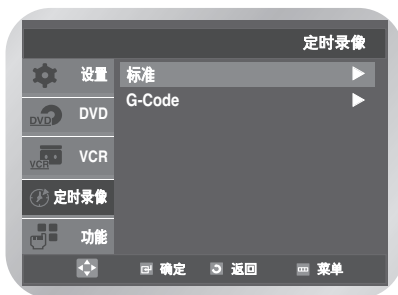 定时录像
设置
标准
DVD
DVD
G-Code
VCR
VCR
定时录像
功能
确定 返回 菜单